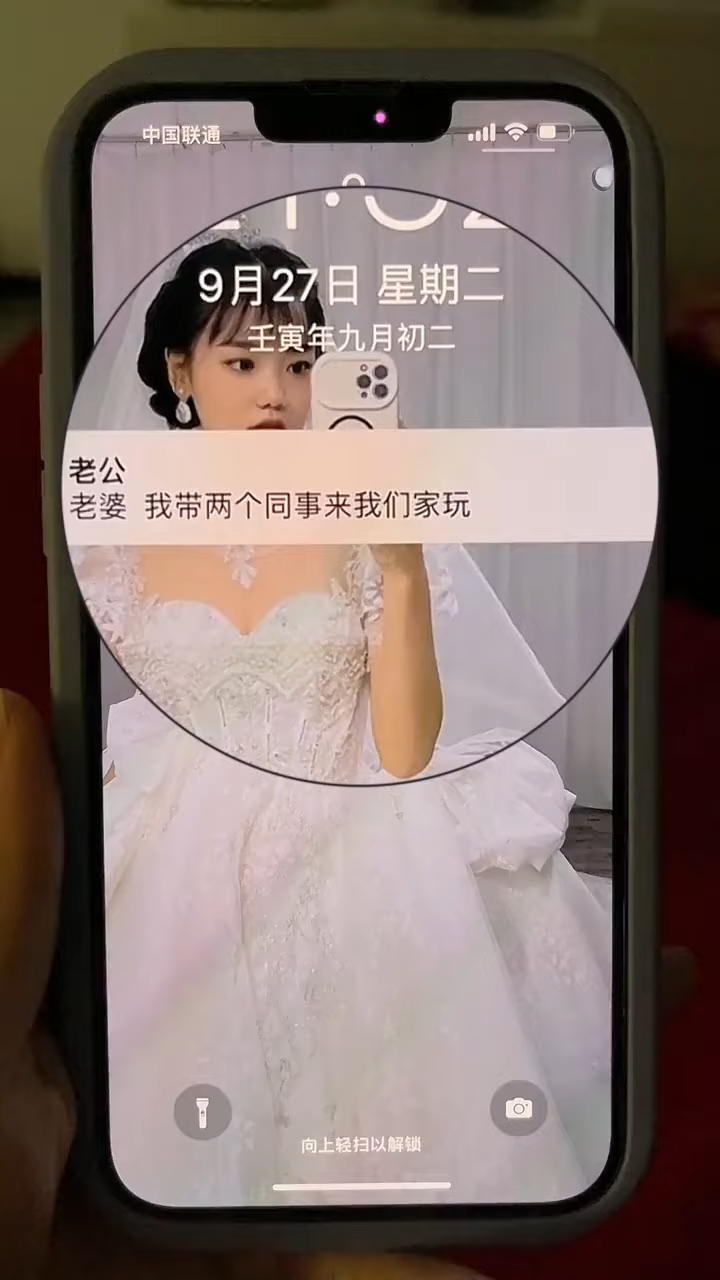 中国联通
9月27日 星期二
壬寅年九月初二
老公
老婆 我带两个同事来我们家玩
向上轻扫以解锁